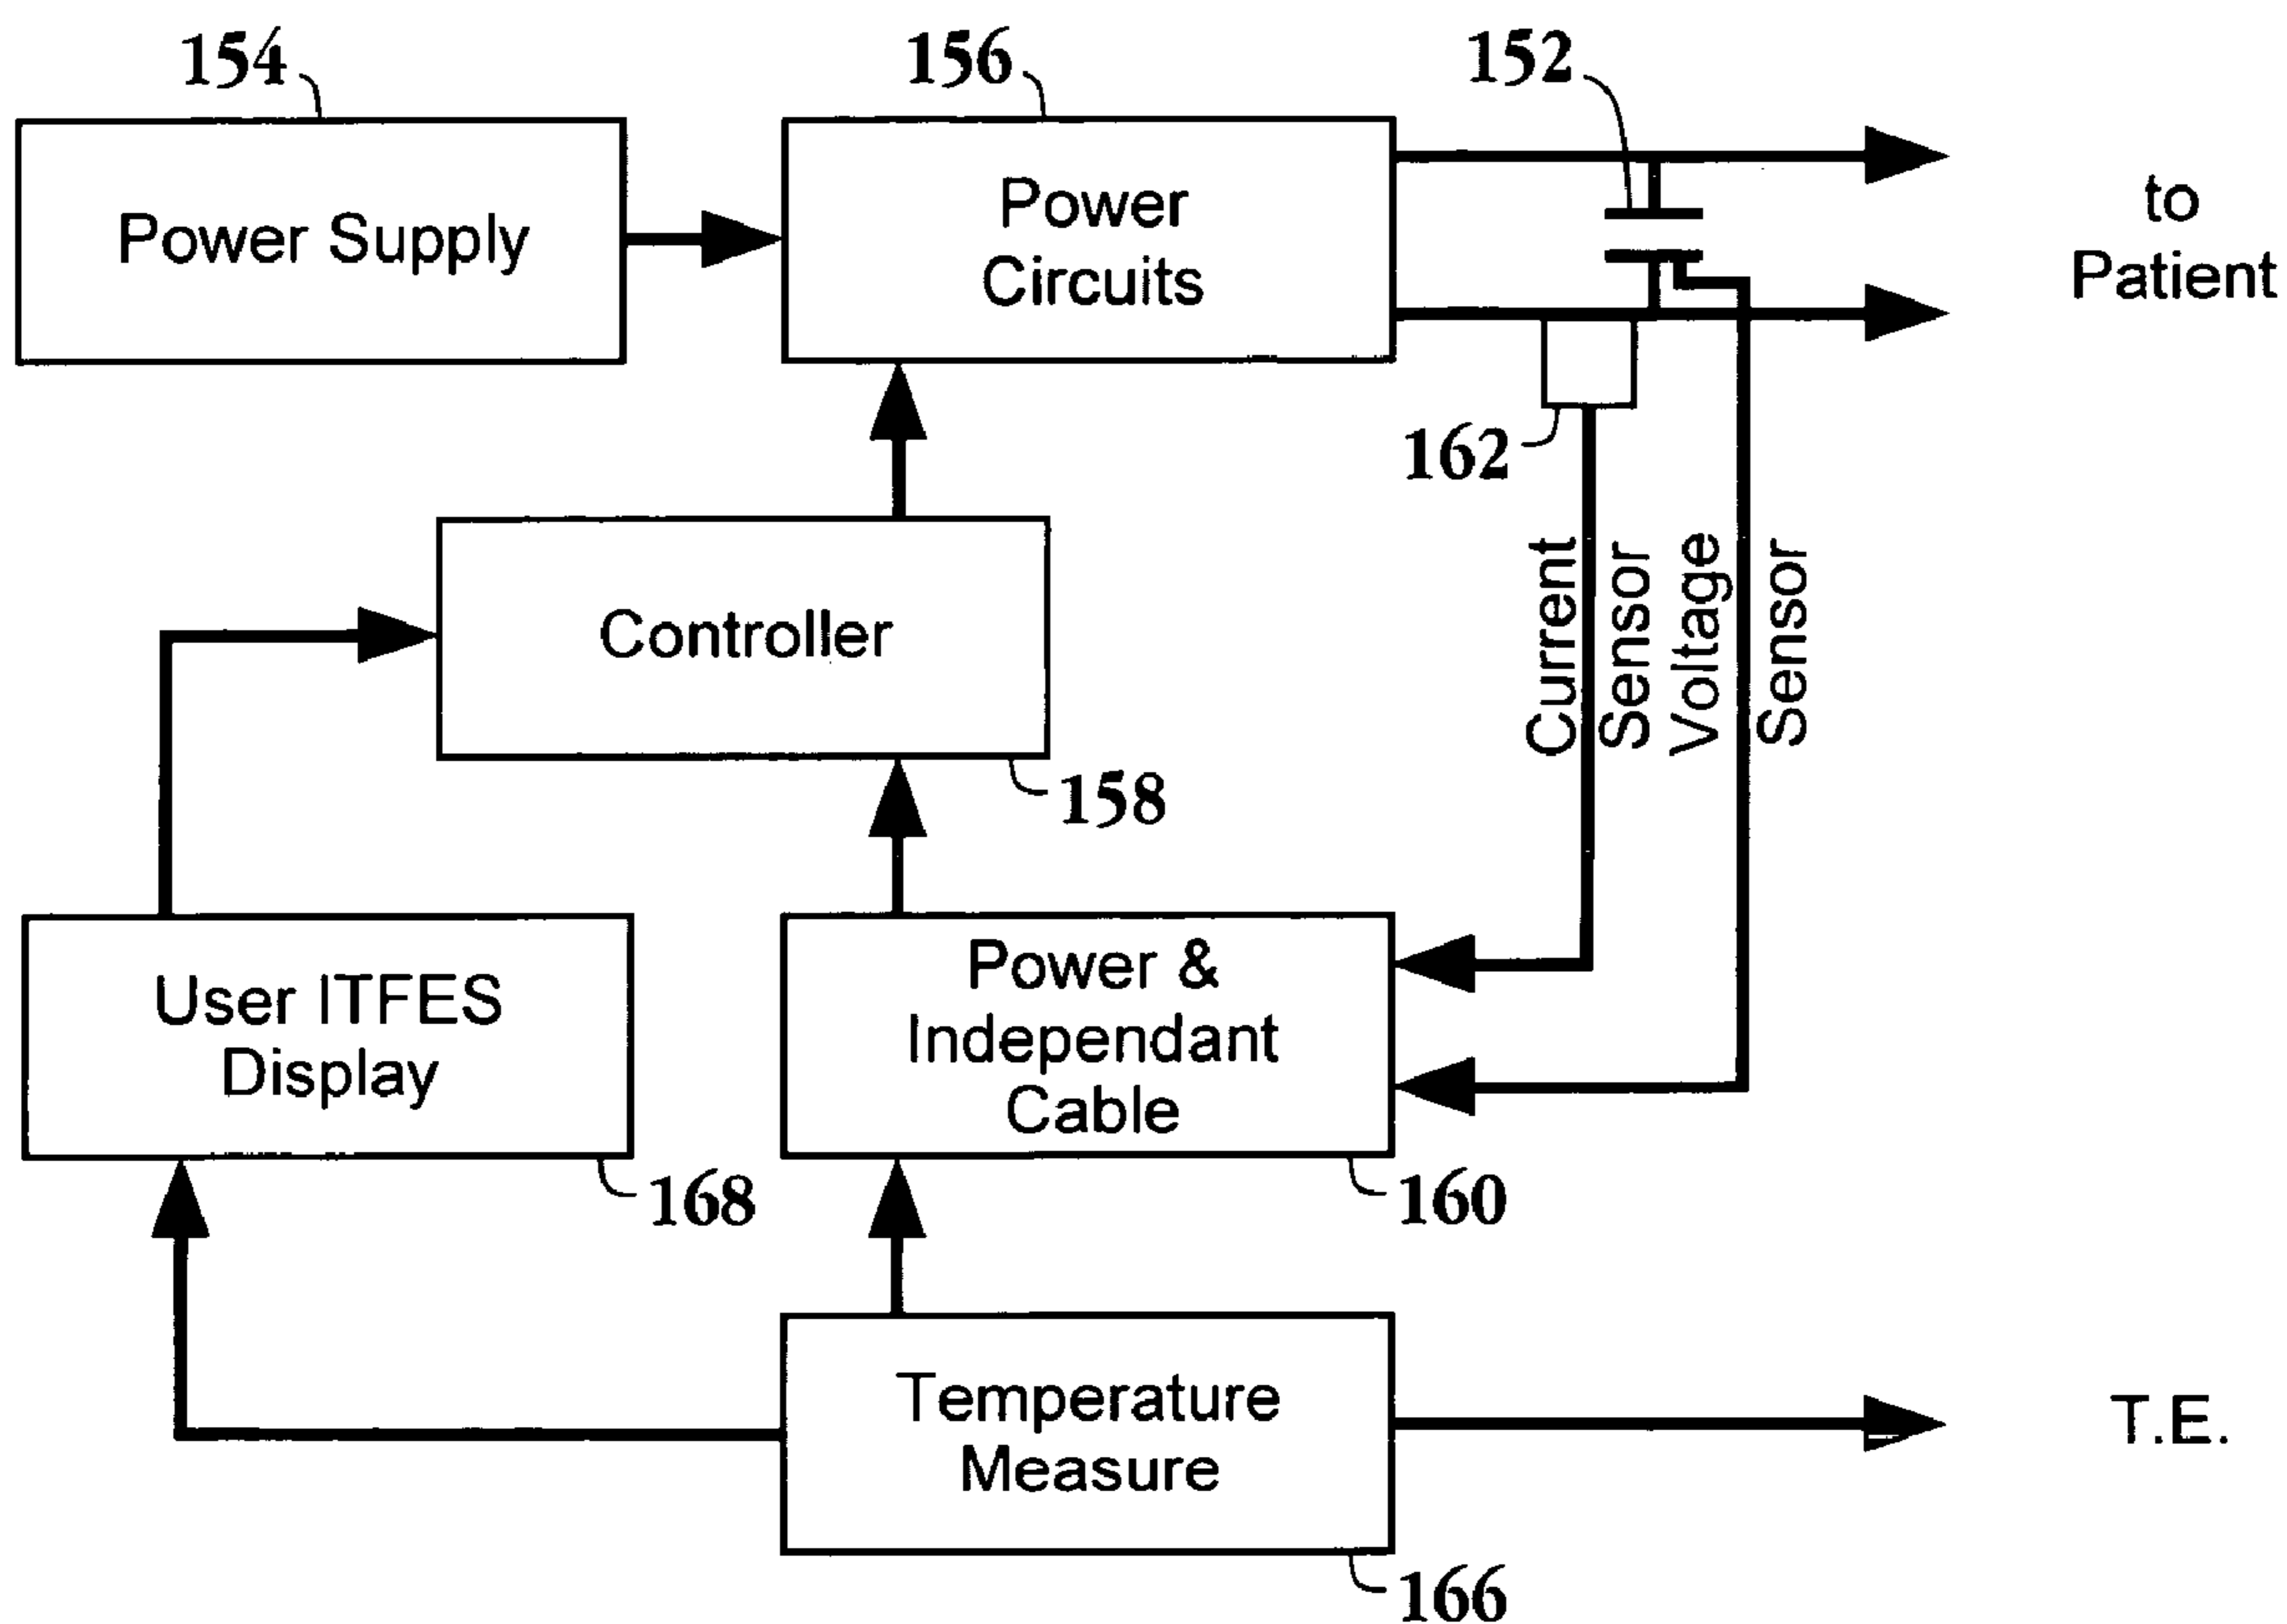 154
156
152
Power Supply
Power
Circuits
to
Patient
162
Controller
Current
Sensor
Voltage
Sensor
158
User ITFES
Display
Power &
Independant
Cable
168
160
Temperature
Measure
T.E.
166